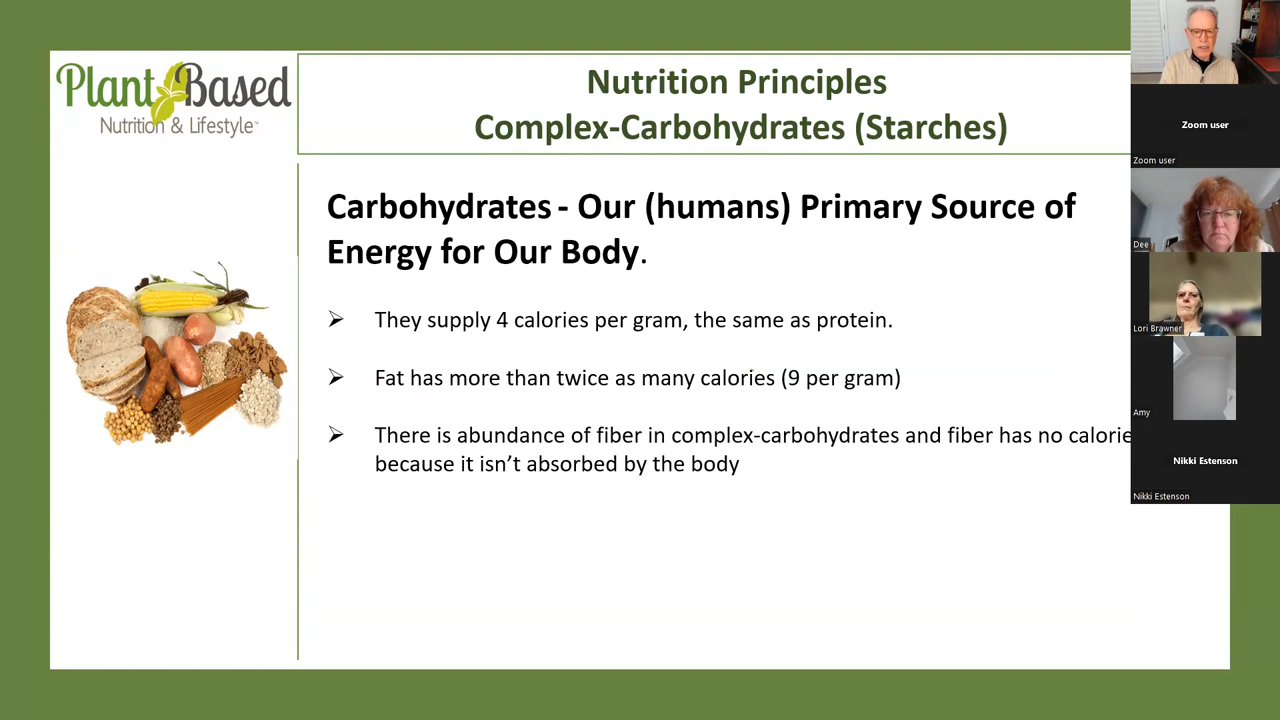 Plant Based
Nutrition & Lifestyle™
Nutrition Principles
Complex-Carbohydrates (Starches)
Carbohydrates - Our (humans) Primary Source of
Energy for Our Body.
They supply 4 calories per gram, the same as protein.
Fat has more than twice as many calories (9 per gram)
There is abundance of fiber in complex-carbohydrates and fiber has no calorie
because it isn't absorbed by the body
Zoom user
Zoom user
Dee
Lori Brawner
Amy
Nikki Estenson
Nikki Estenson